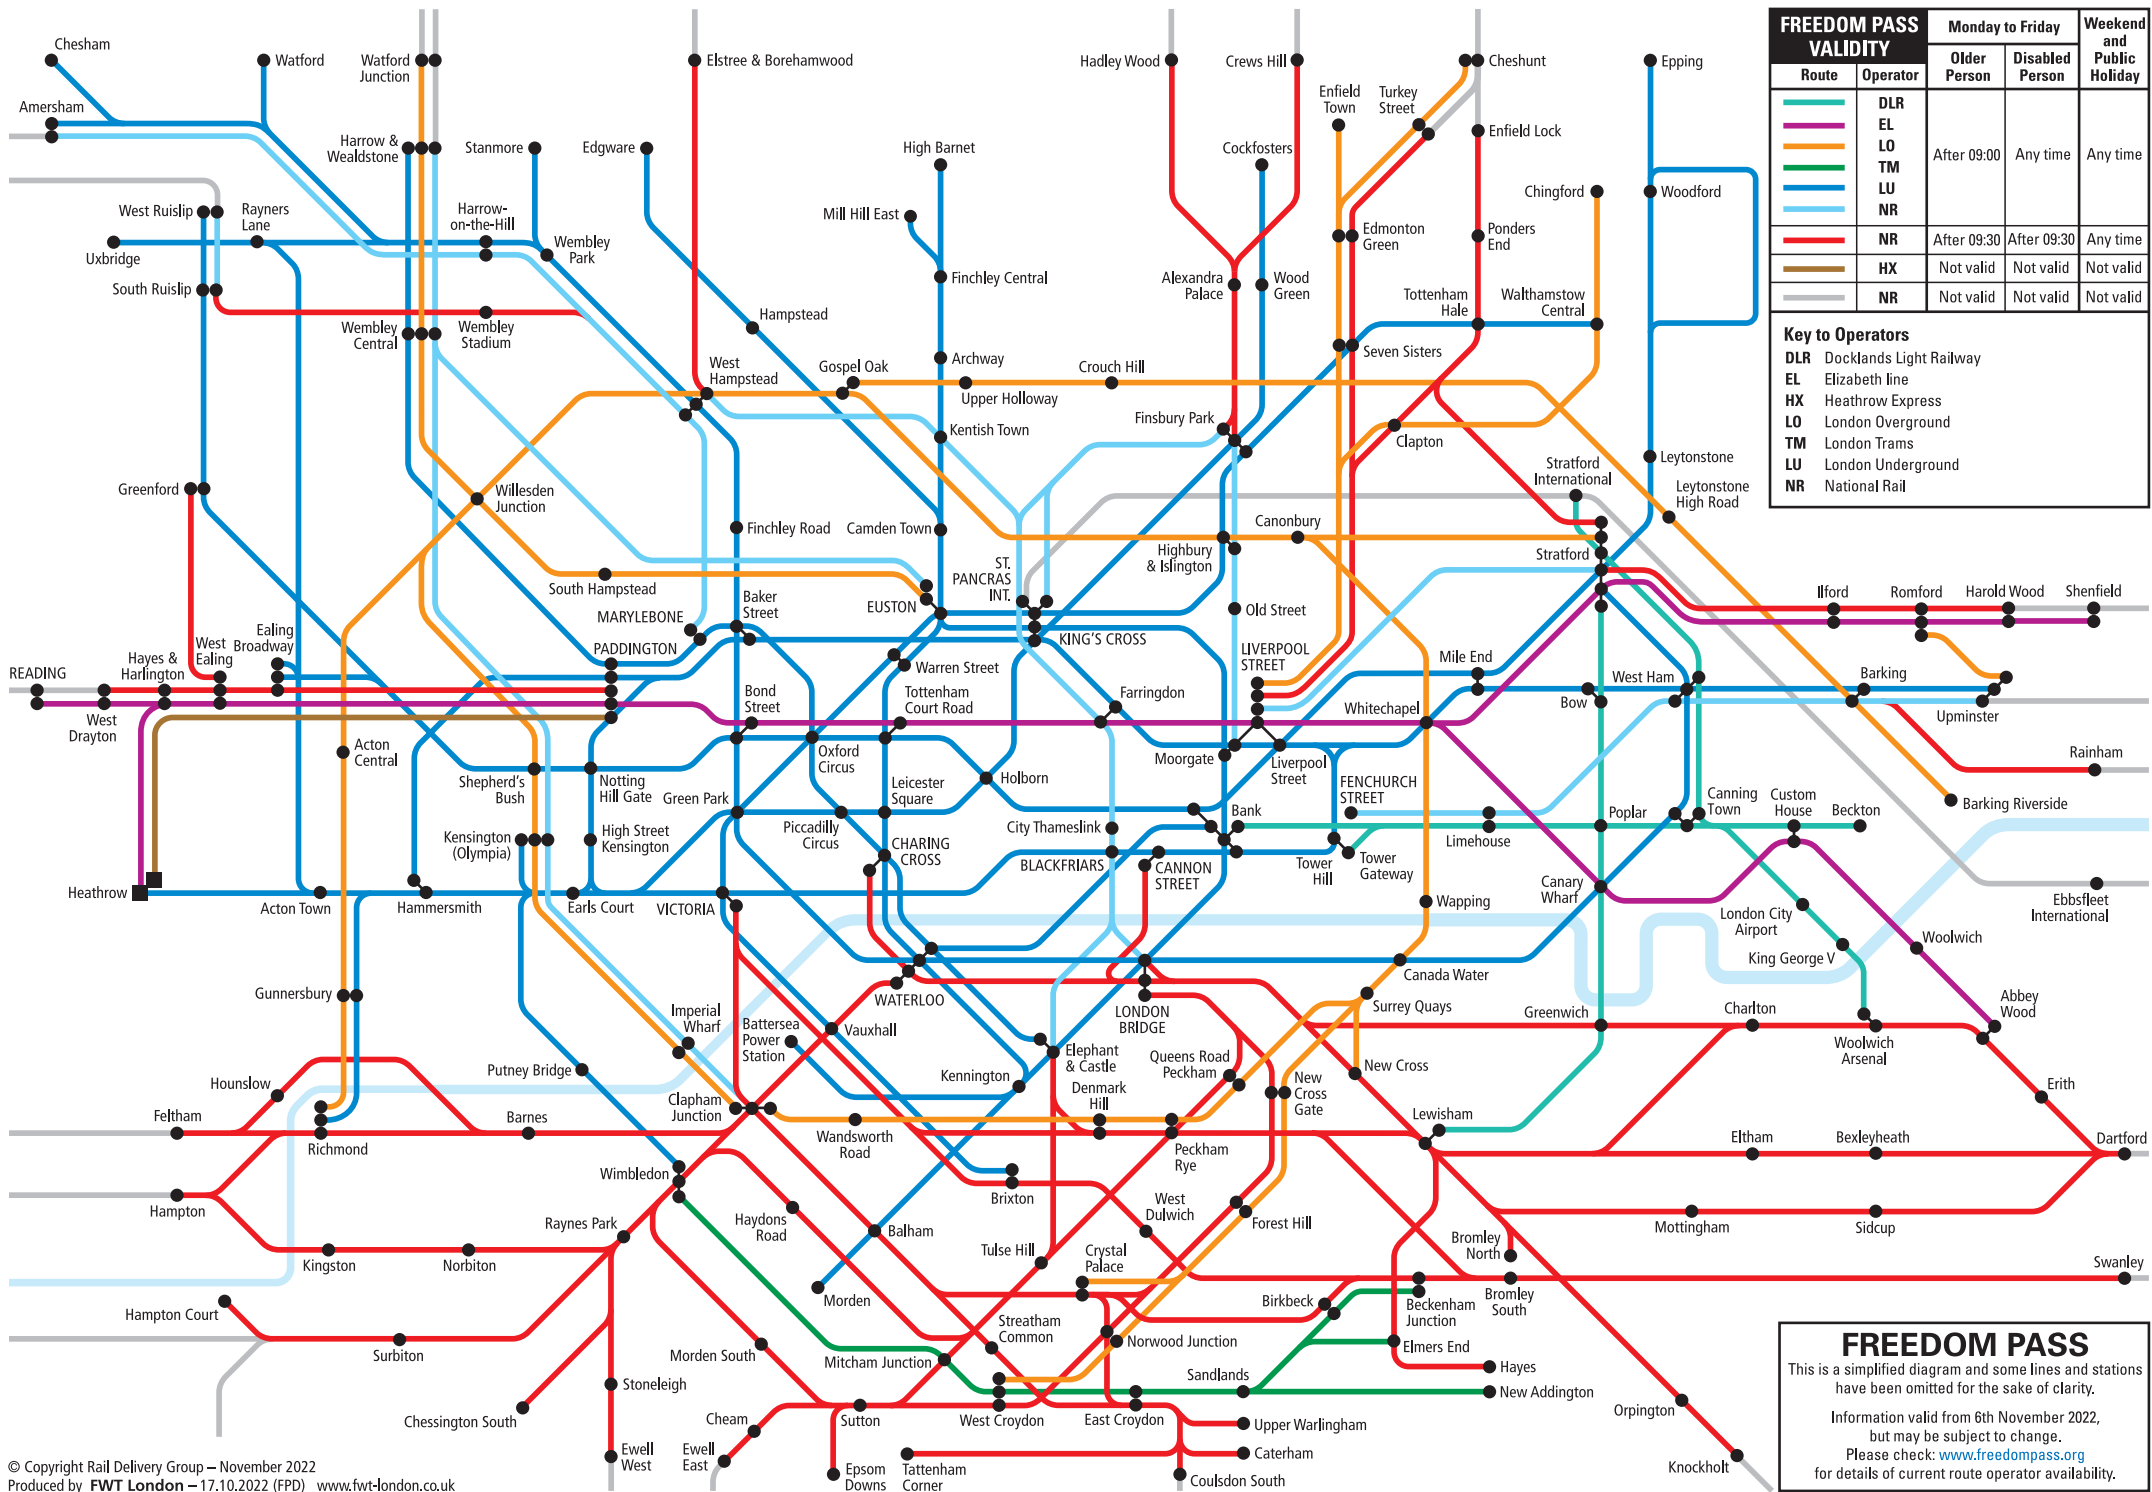 Chesham
Watford
Watford
Junction
Elstree & Borehamwood
Hadley Wood
Crews Hill
Cheshunt
Epping
Enfield
Town
Turkey
Street
Amersham
Harrow &
Wealdstone
Stanmore
Edgware
High Barnet
Cockfosters
Enfield Lock
Chingford
Woodford
West Ruislip
Rayners
Lane
Harrow-
on-the-Hill
Mill Hill East
Uxbridge
Wembley
Park
Edmonton
Green
Ponders
End
South Ruislip
Finchley Central
Alexandra
Palace
Wood
Green
Tottenham
Hale
Walthamstow
Central
Wembley
Central
Wembley
Stadium
Hampstead
Archway
Seven Sisters
West
Hampstead
Gospel Oak
Crouch Hill
Upper Holloway
Finsbury Park
Kentish Town
Clapton
Leytonstone
Stratford
International
Leytonstone
High Road
Greenford
Willesden
Junction
Finchley Road
Camden Town
Canonbury
Highbury
& Islington
Stratford
South Hampstead
ST.
PANCRAS
INT.
MARYLEBONE
Baker
Street
EUSTON
Old Street
Ilford
Romford
Harold Wood
Shenfield
KING'S CROSS
West
Ealing
Ealing
Broadway
PADDINGTON
Warren Street
LIVERPOOL
STREET
Mile End
READING
Hayes &
Harlington
West
Drayton
Bond
Street
Tottenham
Court Road
Farringdon
Whitechapel
Bow
West Ham
Barking
Upminster
Acton
Central
Oxford
Circus
Moorgate
Liverpool
Street
Rainham
Shepherd's
Bush
Notting
Hill Gate
Green Park
Leicester
Square
Holborn
FENCHURCH
STREET
Canning
Town
Custom
House
Beckton
Barking Riverside
Bank
Poplar
Kensington
(Olympia)
High Street
Kensington
Piccadilly
Circus
City Thameslink
CHARING
CROSS
BLACKFRIARS
CANNON
STREET
Tower
Hill
Tower
Gateway
Limehouse
Heathrow
Acton Town
Hammersmith
Earls Court
VICTORIA
Canary
Wharf
Wapping
London City
Airport
Ebbsfleet
International
Woolwich
King George V
Gunnersbury
WATERLOO
Canada Water
Imperial
Wharf
Battersea
Power
Station
Vauxhall
LONDON
BRIDGE
Surrey Quays
Greenwich
Charlton
Abbey
Wood
Woolwich
Arsenal
Elephant
& Castle
Queens Road
Peckham
New Cross
Hounslow
Putney Bridge
Kennington
Denmark
Hill
New
Cross
Gate
Erith
Feltham
Clapham
Junction
Lewisham
Barnes
Richmond
Wandsworth
Road
Peckham
Rye
Eltham
Bexleyheath
Dartford
Wimbledon
Brixton
Hampton
Raynes Park
Haydons
Road
Balham
West
Dulwich
Forest Hill
Mottingham
Sidcup
Kingston
Norbiton
Tulse Hill
Crystal
Palace
Bromley
North
Swanley
Morden
Hampton Court
Birkbeck
Beckenham
Junction
Bromley
South
Streatham
Common
Norwood Junction
Surbiton
Morden South
Mitcham Junction
Elmers End
Hayes
Sandlands
New Addington
Stoneleigh
Chessington South
Cheam
Sutton
West Croydon
East Croydon
Upper Warlingham
Orpington
Ewell
West
Ewell
East
Epsom
Downs
Tattenham
Corner
Caterham
Coulsdon South
Knockholt
FREEDOM PASS
VALIDITY
Monday to Friday
Weekend
and
Public
Holiday
Route
Operator
Older
Person
Disabled
Person
DLR
EL
LO
TM
LU
NR
After 09:00
Any time
Any time
NR After 09:30 After 09:30 Any time
HX Not valid Not valid Not valid
NR Not valid Not valid Not valid
Key to Operators
DLR Docklands Light Railway
EL Elizabeth line
HX Heathrow Express
LO London Overground
TM London Trams
LU London Underground
NR National Rail
FREEDOM PASS
This is a simplified diagram and some lines and stations
have been omitted for the sake of clarity.
Information valid from 6th November 2022,
but may be subject to change.
Please check: www.freedompass.org
for details of current route operator availability.
© Copyright Rail Delivery Group – November 2022
Produced by FWT London – 17.10.2022 (FPD) www.fwt-london.co.uk